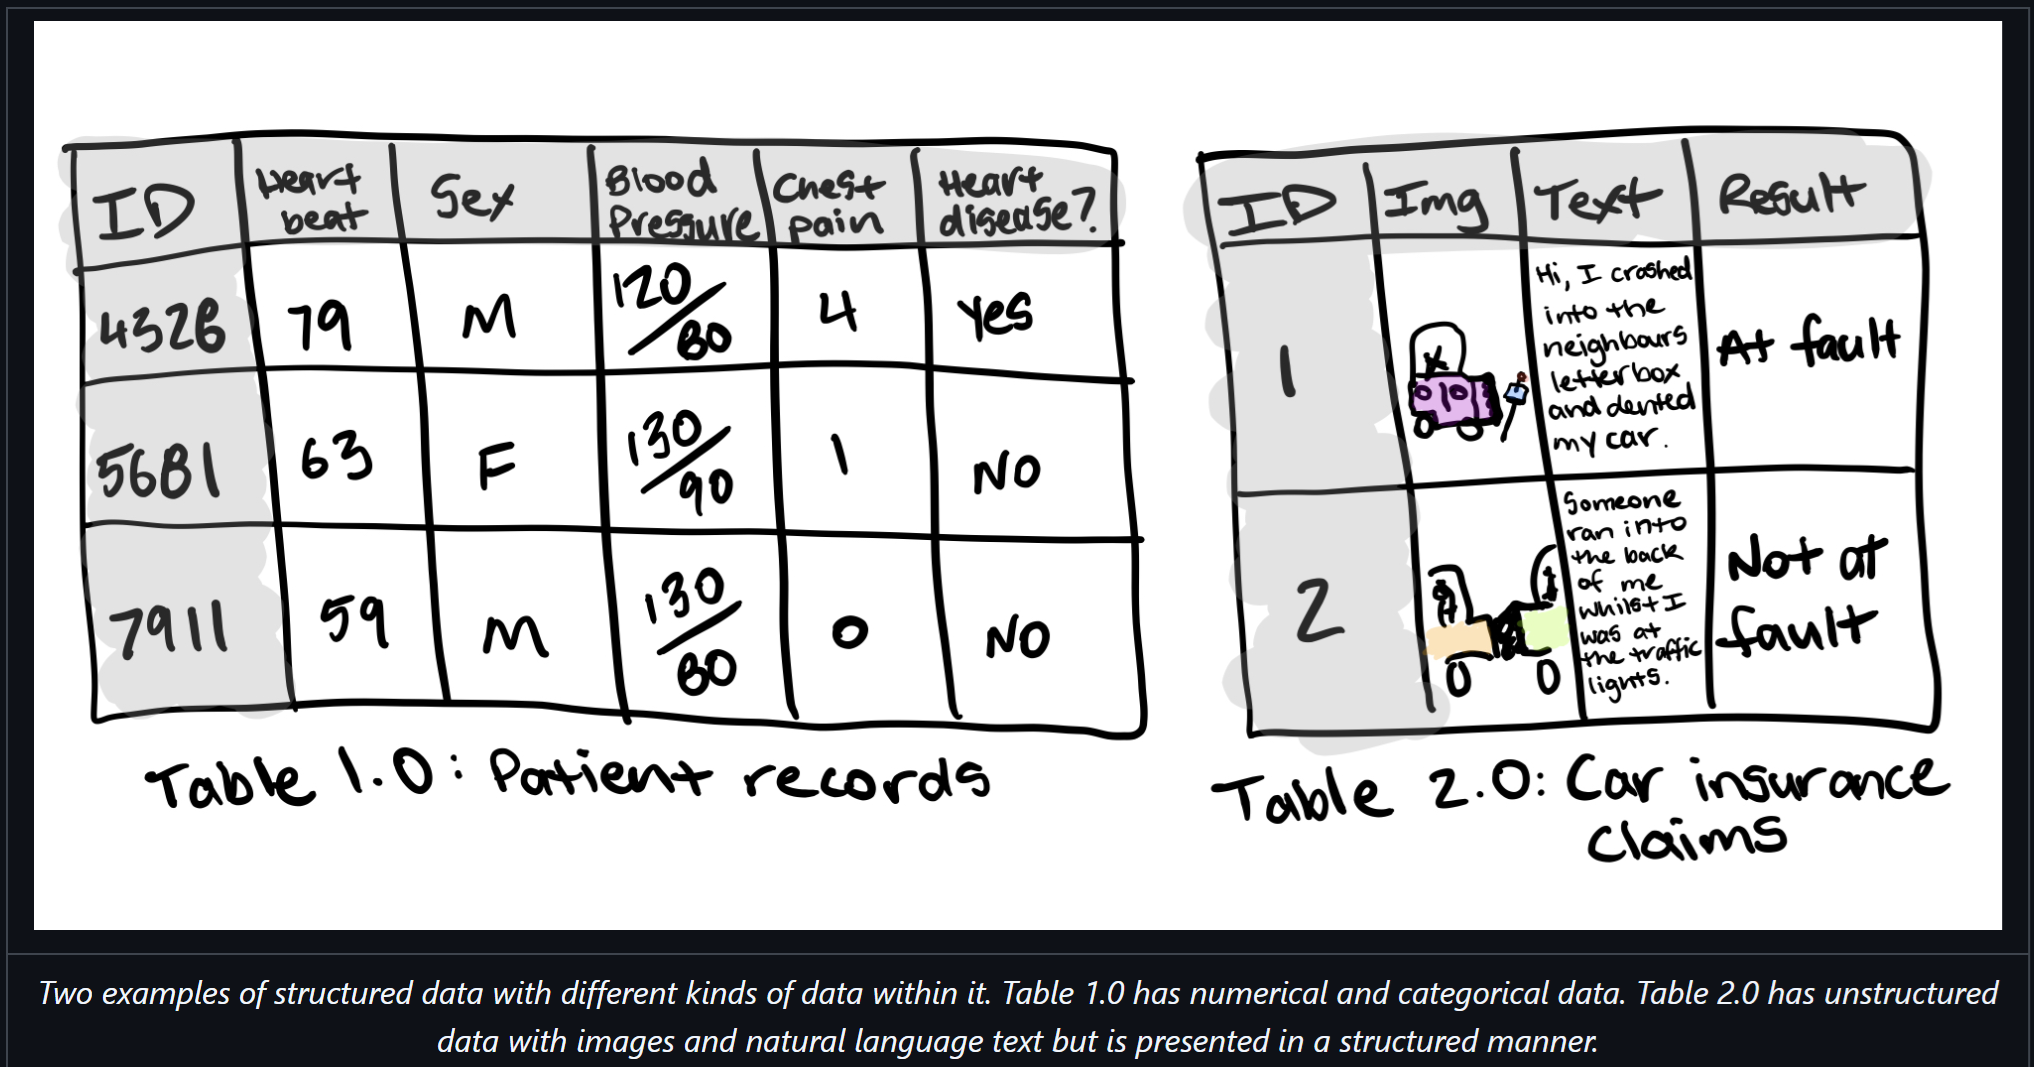 ID Heart beat Sex Blood Pressure Chest pain Heart disease?
4326 79 M 120/80 4 Yes
5681 63 F 130/90 1 NO
7911 59 M 130/80 0 NO
Table 1.0: Patient records
ID Img Text Result
1
Hi, I crashed
into the
neighbours
letterbox
and dented
my car.
At fault
2
Someone
ran into
the back
of me
whilst I
was at
the traffic
lights.
Not at
fault
Table 2.0: Car insurance
claims
Two examples of structured data with different kinds of data within it. Table 1.0 has numerical and categorical data. Table 2.0 has unstructured
data with images and natural language text but is presented in a structured manner.